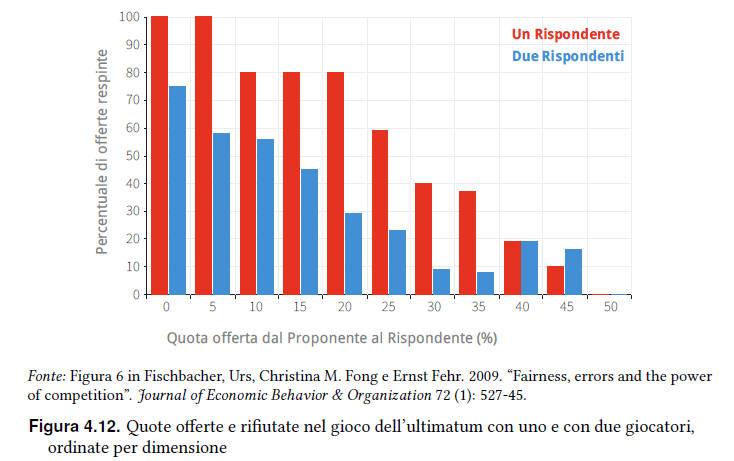 Un Rispondente
Due Rispondenti
Percentuale di offerte respinte
100
90
80
70
60
50
40
30
20
10
0
0 5 10 15 20 25 30 35 40 45 50
Quota offerta dal Proponente al Rispondente (%)
Fonte: Figura 6 in Fischbacher, Urs, Christina M. Fong e Ernst Fehr. 2009. “Fairness, errors and the power
of competition”. Journal of Economic Behavior & Organization 72 (1): 527-45.
Figura 4.12. Quote offerte e rifiutate nel gioco dell’ultimatum con uno e con due giocatori,
ordinate per dimensione